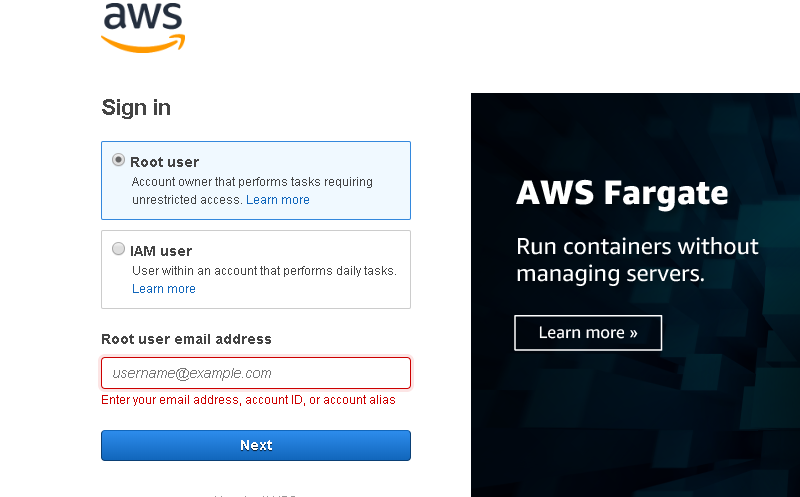 aws
Sign in
Root user
Account owner that performs tasks requiring
unrestricted access. Learn more
IAM user
User within an account that performs daily tasks.
Learn more
Root user email address
username@example.com
Enter your email address, account ID, or account alias
Next
AWS Fargate
Run containers without
managing servers.
Learn more »